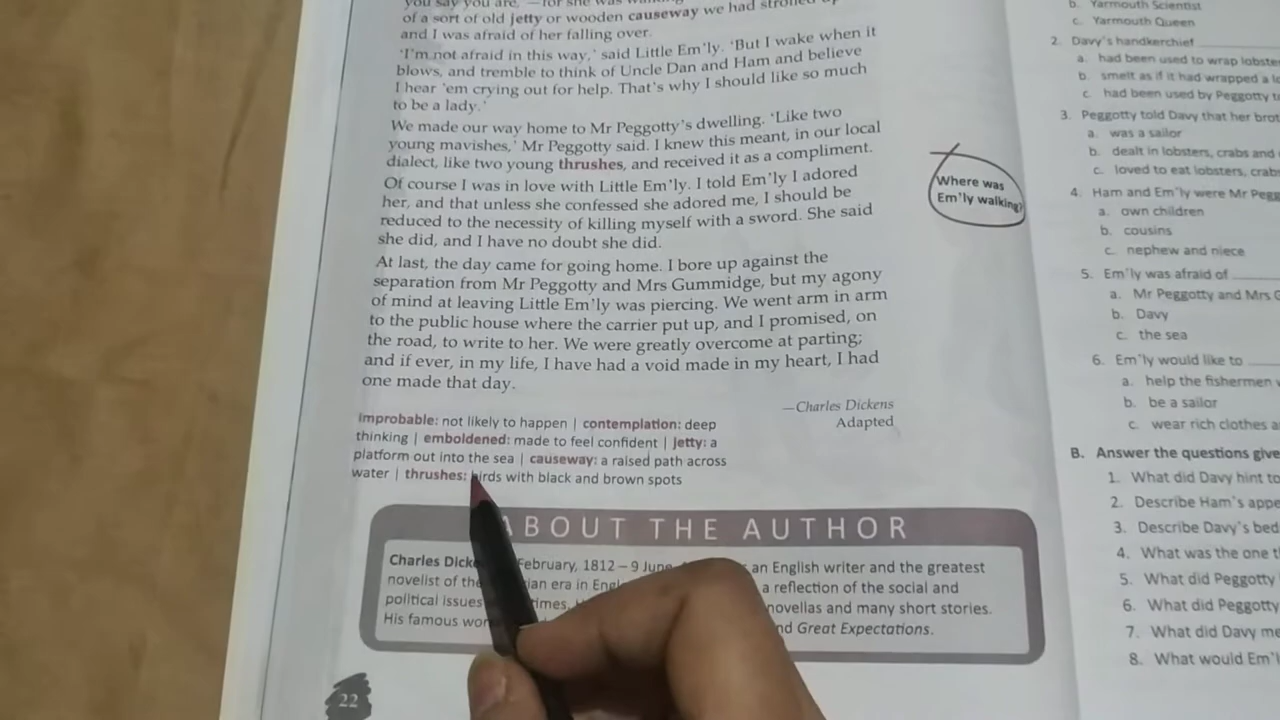 you say you are,
of a sort of old jetty or wooden causeway we had strolled
and I was afraid of her falling over.
'I'm not afraid in this way,' said Little Em'ly. 'But I wake when it
blows, and tremble to think of Uncle Dan and Ham and believe
I hear 'em crying out for help. That's why I should like so much
to be a lady.'
We made our way home to Mr Peggotty's dwelling. 'Like two
young mavishes,' Mr Peggotty said. I knew this meant, in our local
dialect, like two young thrushes, and received it as a compliment.
Of course I was in love with Little Em'ly. I told Em'ly I adored
her, and that unless she confessed she adored me, I should be
reduced to the necessity of killing myself with a sword. She said
she did, and I have no doubt she did.
At last, the day came for going home. I bore up against the
separation from Mr Peggotty and Mrs Gummidge, but my agony
of mind at leaving Little Em'ly was piercing. We went arm in arm
to the public house where the carrier put up, and I promised, on
the road, to write to her. We were greatly overcome at parting;
and if ever, in my life, I have had a void made in my heart, I had
one made that day.
—Charles Dickens
Adapted
improbable: not likely to happen | contemplation: deep
thinking | emboldened: made to feel confident | jetty: a
platform out into the sea | causeway: a raised path across
water | thrushes: birds with black and brown spots
ABOUT THE AUTHOR
Charles February, 1812 – 9 June an English writer and the greatest
novelist of the a reflection of the social and
political issues times, novellas and many short stories.
His famous Great Expectations.
22
Where was
Em'ly walking?
b. Yarmouth Scientist
c. Yarmouth Queen
2. Davy's handkerchief
a. had been used to wrap
b. smelt as if it had wrapped a
c. had been used by Peggotty
3. Peggotty told Davy that her
a. was a sailor
b. dealt in lobsters, crabs and
c. loved to eat lobsters,
4. Ham and Em'ly were Mr
a. own children
b. cousins
c. nephew and niece
5. Em'ly was afraid of
a. Mr Peggotty and Mrs
b. Davy
c. the sea
6. Em'ly would like to
a. help the fishermen
b. be a sailor
c. wear rich clothes
B. Answer the questions
1. What did Davy hint
2. Describe Ham's
3. Describe Davy's bed
4. What was the one
5. What did Peggotty
6. What did Peggotty
7. What did Davy
8. What would